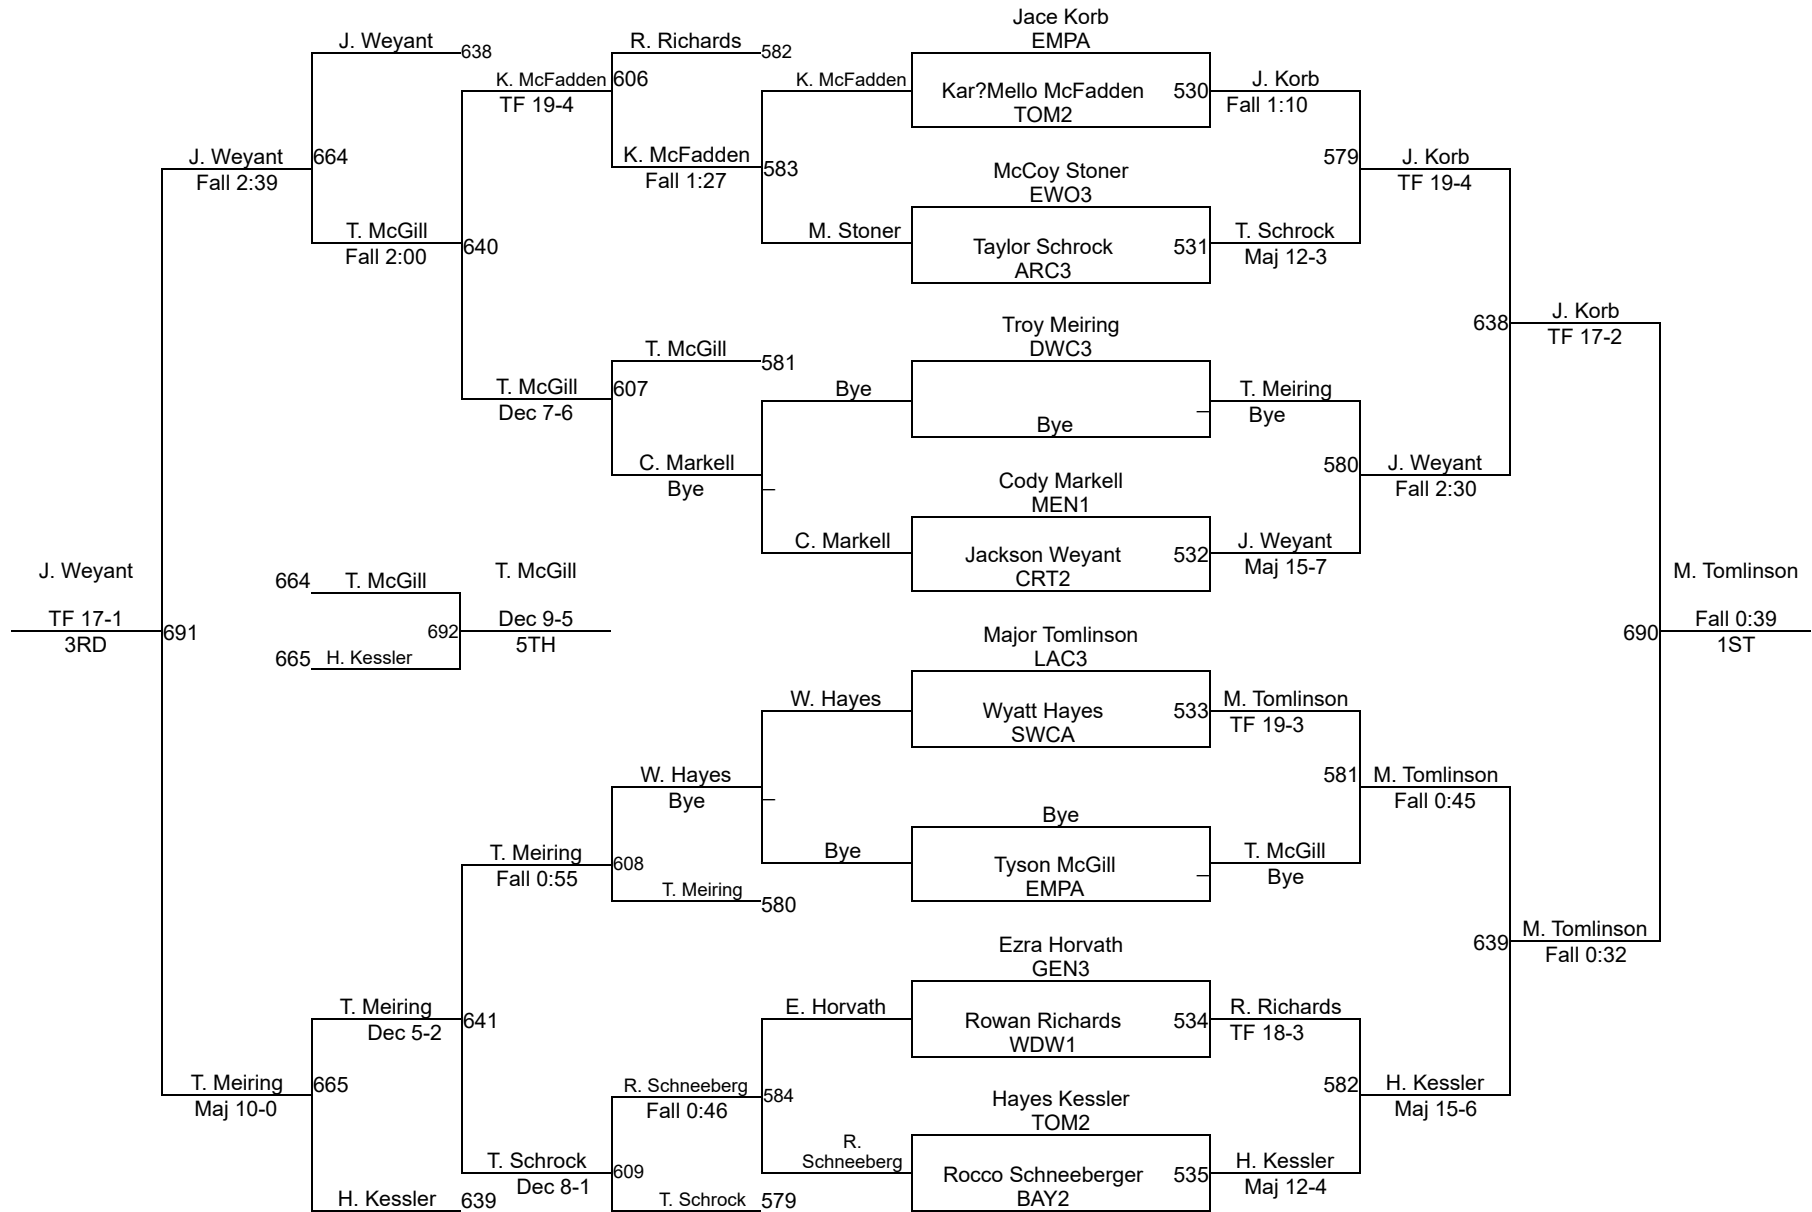 Jace Korb
EMPA
J. Weyant
638
R. Richards
582
K. McFadden
TF 19-4
606
K. McFadden
Kar?Mello McFadden
TOM2
530
J. Korb
Fall 1:10
J. Weyant
Fall 2:39
664
K. McFadden
Fall 1:27
583
McCoy Stoner
EWO3
579
J. Korb
TF 19-4
T. McGill
Fall 2:00
640
M. Stoner
Taylor Schrock
ARC3
531
T. Schrock
Maj 12-3
Troy Meiring
DWC3
638
J. Korb
TF 17-2
T. McGill
581
T. McGill
Dec 7-6
607
Bye
Bye
T. Meiring
Bye
C. Markell
Bye
Cody Markell
MEN1
580
J. Weyant
Fall 2:30
C. Markell
Jackson Weyant
CRT2
532
J. Weyant
Maj 15-7
J. Weyant
TF 17-1
3RD
691
664
T. McGill
665
H. Kessler
692
T. McGill
Dec 9-5
5TH
Major Tomlinson
LAC3
690
M. Tomlinson
Fall 0:39
1ST
W. Hayes
Wyatt Hayes
SWCA
533
M. Tomlinson
TF 19-3
W. Hayes
Bye
581
M. Tomlinson
Fall 0:45
Bye
T. Meiring
Fall 0:55
608
Bye
Tyson McGill
EMPA
T. McGill
Bye
T. Meiring
580
Ezra Horvath
GEN3
639
M. Tomlinson
Fall 0:32
T. Meiring
Dec 5-2
641
E. Horvath
Rowan Richards
WDW1
534
R. Richards
TF 18-3
T. Meiring
Maj 10-0
665
R. Schneeberg
Fall 0:46
584
Hayes Kessler
TOM2
582
H. Kessler
Maj 15-6
T. Schrock
Dec 8-1
609
R.
Schneeberg
Rocco Schneeberger
BAY2
535
H. Kessler
Maj 12-4
H. Kessler
639
T. Schrock
579